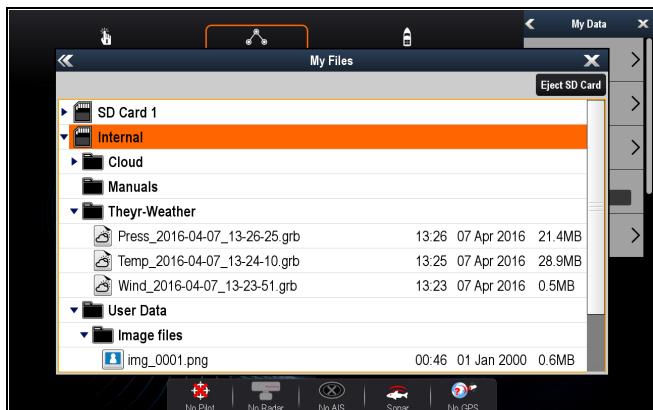 My Data
My Files
Eject SD Card
SD Card 1
Internal
Cloud
Manuals
Theyr-Weather
Press_2016-04-07_13-26-25.grb 13:26 07 Apr 2016 21.4MB
Temp_2016-04-07_13-24-10.grb 13:25 07 Apr 2016 28.9MB
Wind_2016-04-07_13-23-51.grb 13:23 07 Apr 2016 0.5MB
User Data
Image files
img_0001.png 00:46 01 Jan 2000 0.6MB
No Pilot No Radar No AIS Sonar No GPS